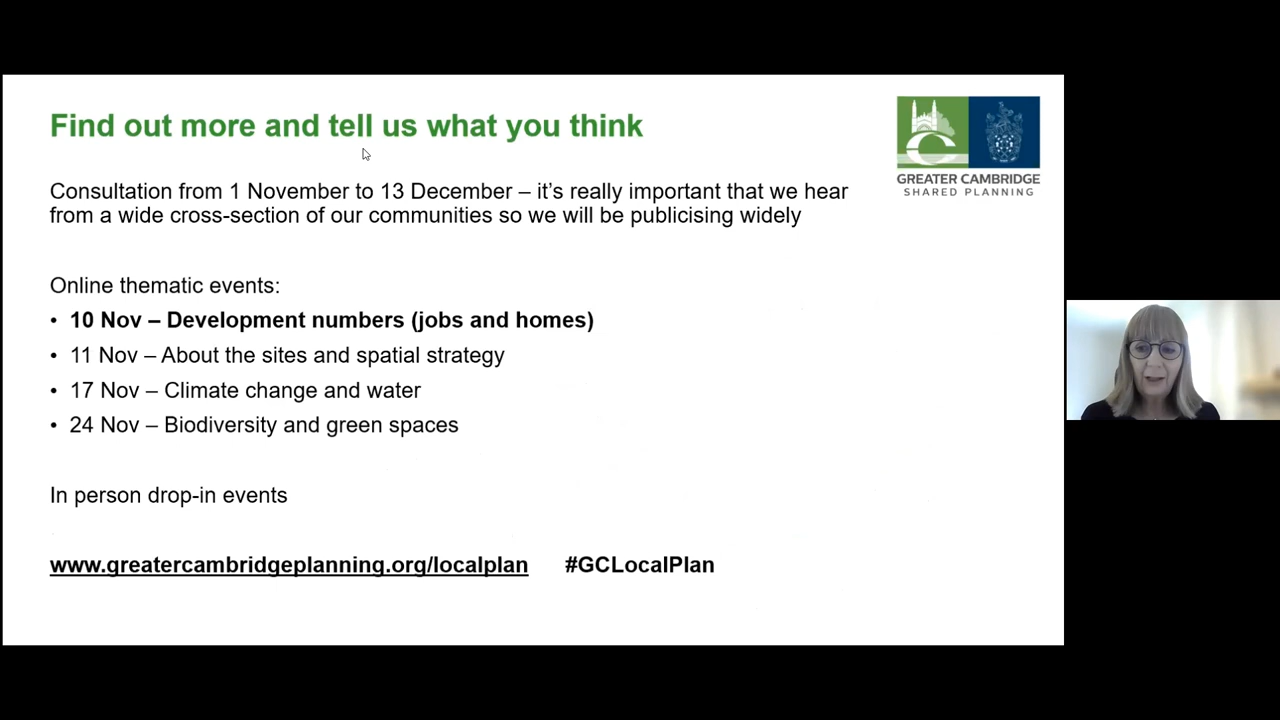 Find out more and tell us what you think
GREATER CAMBRIDGE
SHARED PLANNING
Consultation from 1 November to 13 December – it's really important that we hear
from a wide cross-section of our communities so we will be publicising widely
Online thematic events:
• 10 Nov – Development numbers (jobs and homes)
• 11 Nov – About the sites and spatial strategy
• 17 Nov – Climate change and water
• 24 Nov – Biodiversity and green spaces
In person drop-in events
www.greatercambridgeplanning.org/localplan #GCLocalPlan